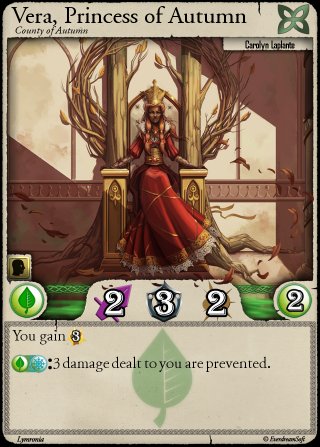 Vera, Princess of Autumn
County of Autumn
Carolyn Laplante
2 3 2 2
You gain 3
:3 damage dealt to you are prevented.
Lymronia © EverdreamSoft